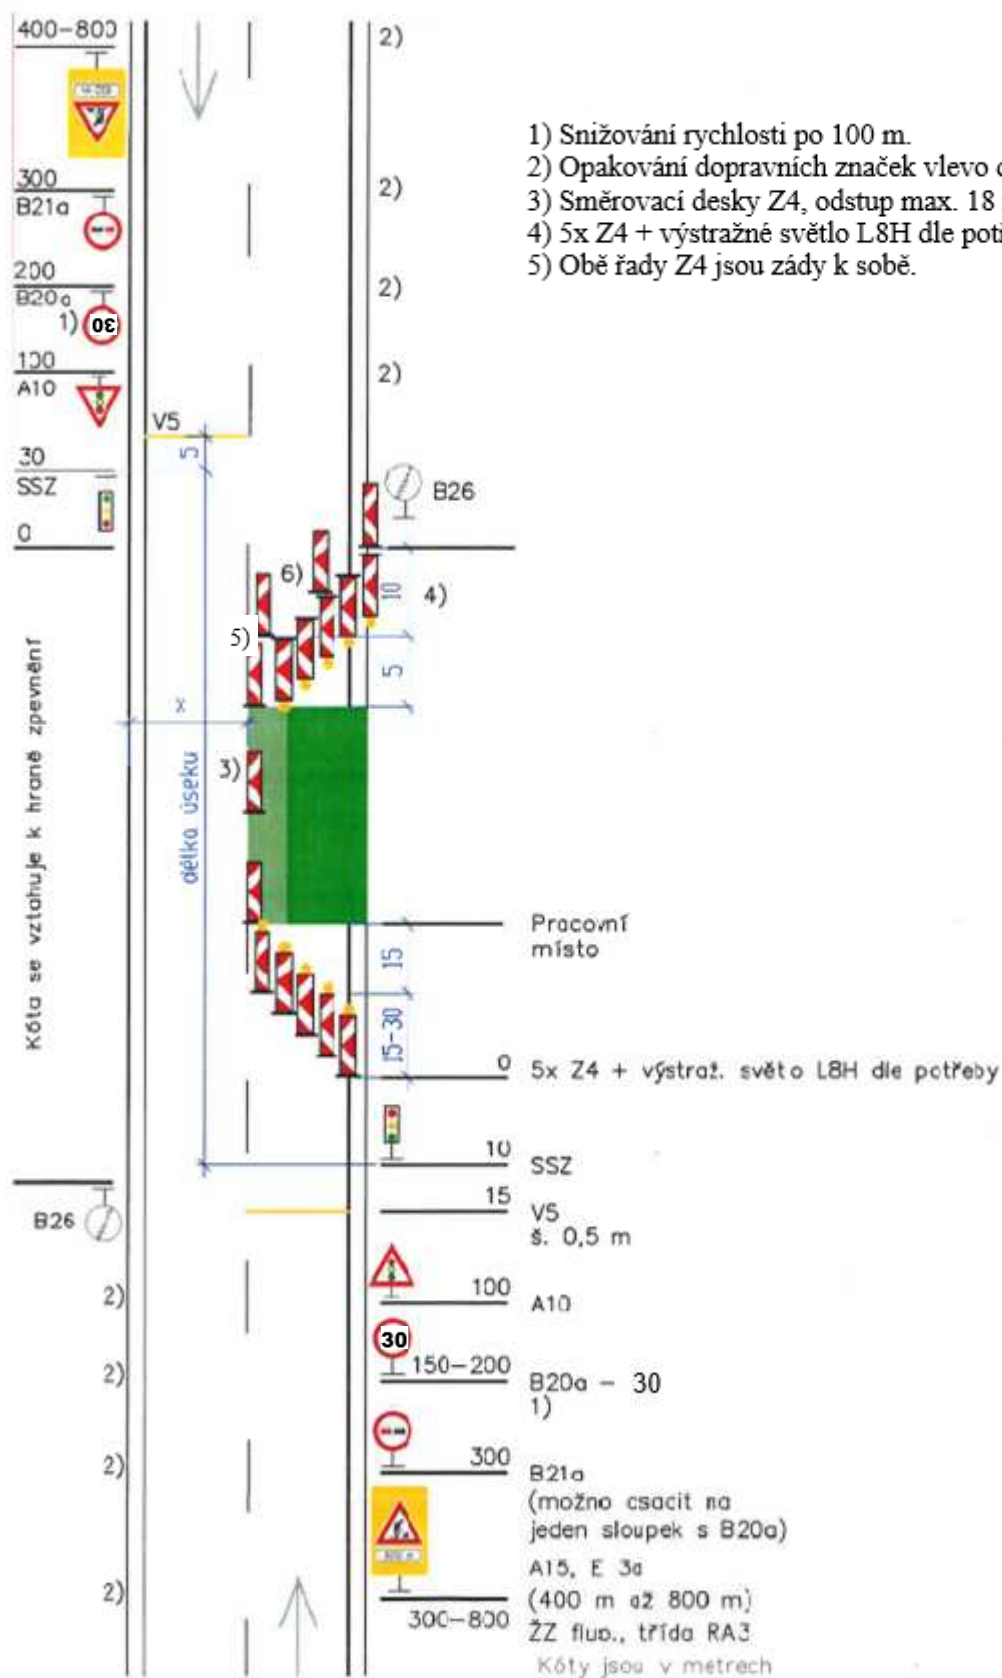 400-800
2)
1) Snižování rychlosti po 100 m.
2) Opakování dopravních značek vlevo
3) Směrovací desky Z4, odstup max. 18
4) 5x Z4 + výstražné světlo L8H dle
5) Obě řady Z4 jsou zády k sobě.
300
B21a
2)
200
B20a
1) 30
2)
100
A10
2)
V5
5
30
SSZ
B26
0
6)
10
4)
5)
5
x
3)
délka úseku
Kóta se vztahuje k hraně zpevnění
Pracovní
místo
15
15-30
0 5x Z4 + výstraž. světo L8H dle potřeby
10 SSZ
15 V5
š. 0,5 m
B26
2)
100 A10
30
150-200 B20a - 30
1)
2)
300 B21a
2)
(možno csacit na
jeden sloupek s B20a)
A15, E 3a
2)
300-800 (400 m až 800 m)
ŽZ fluo., třída RA3
Kóty jsou v metrech